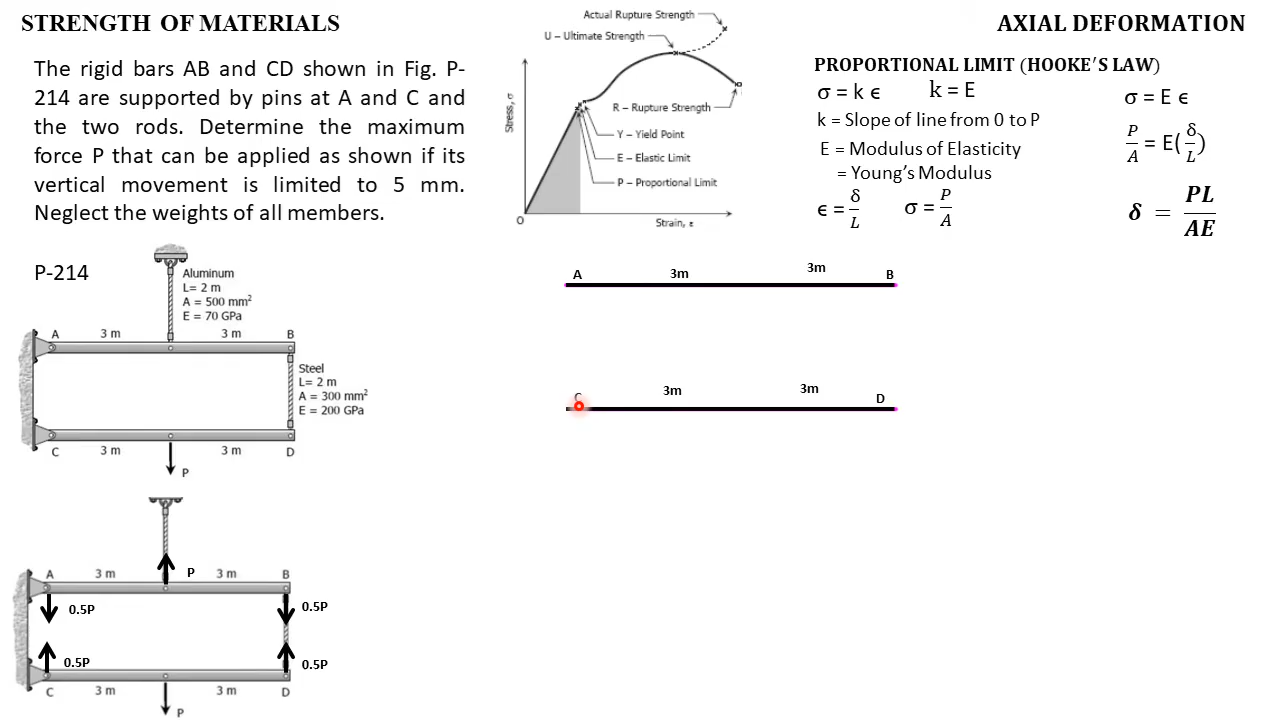 STRENGTH OF MATERIALS
AXIAL DEFORMATION
The rigid bars AB and CD shown in Fig. P-
214 are supported by pins at A and C and
the two rods. Determine the maximum
force P that can be applied as shown if its
vertical movement is limited to 5 mm.
Neglect the weights of all members.
Actual Rupture Strength
U – Ultimate Strength
R – Rupture Strength
Y – Yield Point
E – Elastic Limit
P – Proportional Limit
Stress, σ
O
Strain, ε
PROPORTIONAL LIMIT (HOOKE'S LAW)
σ = k ϵ k = E
k = Slope of line from 0 to P
E = Modulus of Elasticity
= Young's Modulus
ϵ = δ/L σ = P/A
σ = E ϵ
P/A = E(δ/L)
δ = PL/AE
P-214
Aluminum
L= 2 m
A = 500 mm²
E = 70 GPa
A 3 m 3 m B
Steel
L= 2 m
A = 300 mm²
E = 200 GPa
C 3 m 3 m D
P
A 3m 3m B
C 3m 3m D
A 3 m P 3 m B
0.5P 0.5P
0.5P 0.5P
C 3 m 3 m D
P